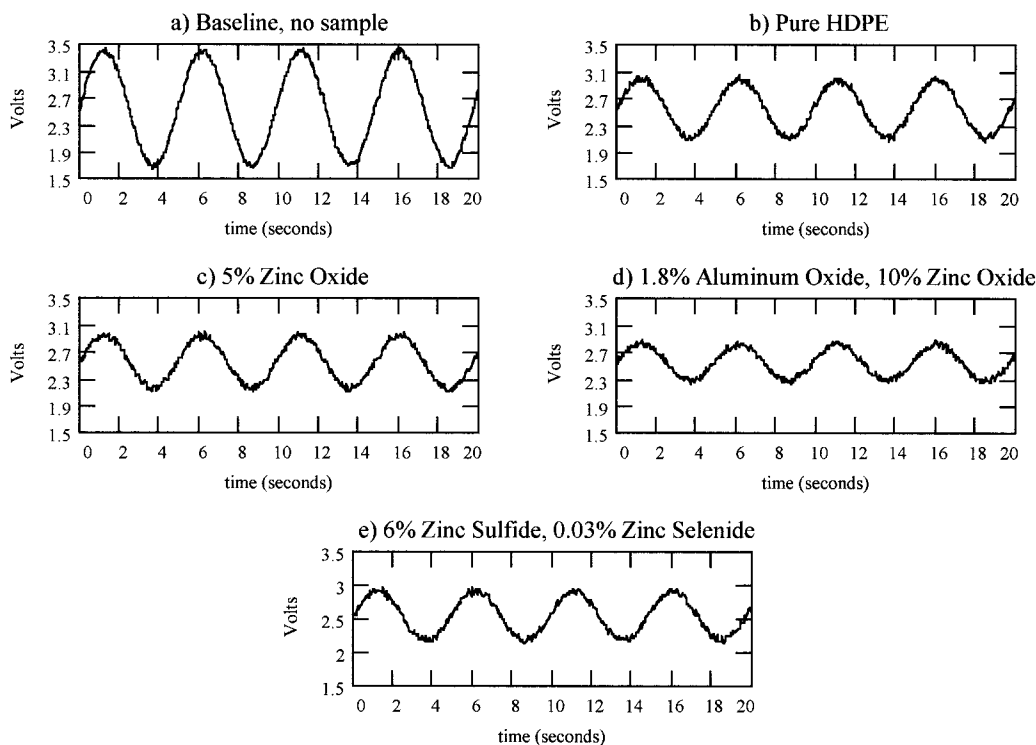 a) Baseline, no sample
3.5
3.1
2.7
2.3
1.9
1.5
Volts
0 2 4 6 8 10 12 14 16 18 20
time (seconds)
b) Pure HDPE
3.5
3.1
2.7
2.3
1.9
1.5
Volts
0 2 4 6 8 10 12 14 16 18 20
time (seconds)
c) 5% Zinc Oxide
3.5
3.1
2.7
2.3
1.9
1.5
Volts
0 2 4 6 8 10 12 14 16 18 20
time (seconds)
d) 1.8% Aluminum Oxide, 10% Zinc Oxide
3.5
3.1
2.7
2.3
1.9
1.5
Volts
0 2 4 6 8 10 12 14 16 18 20
time (seconds)
e) 6% Zinc Sulfide, 0.03% Zinc Selenide
3.5
3
2.5
2
1.5
Volts
0 2 4 6 8 10 12 14 16 18 20
time (seconds)